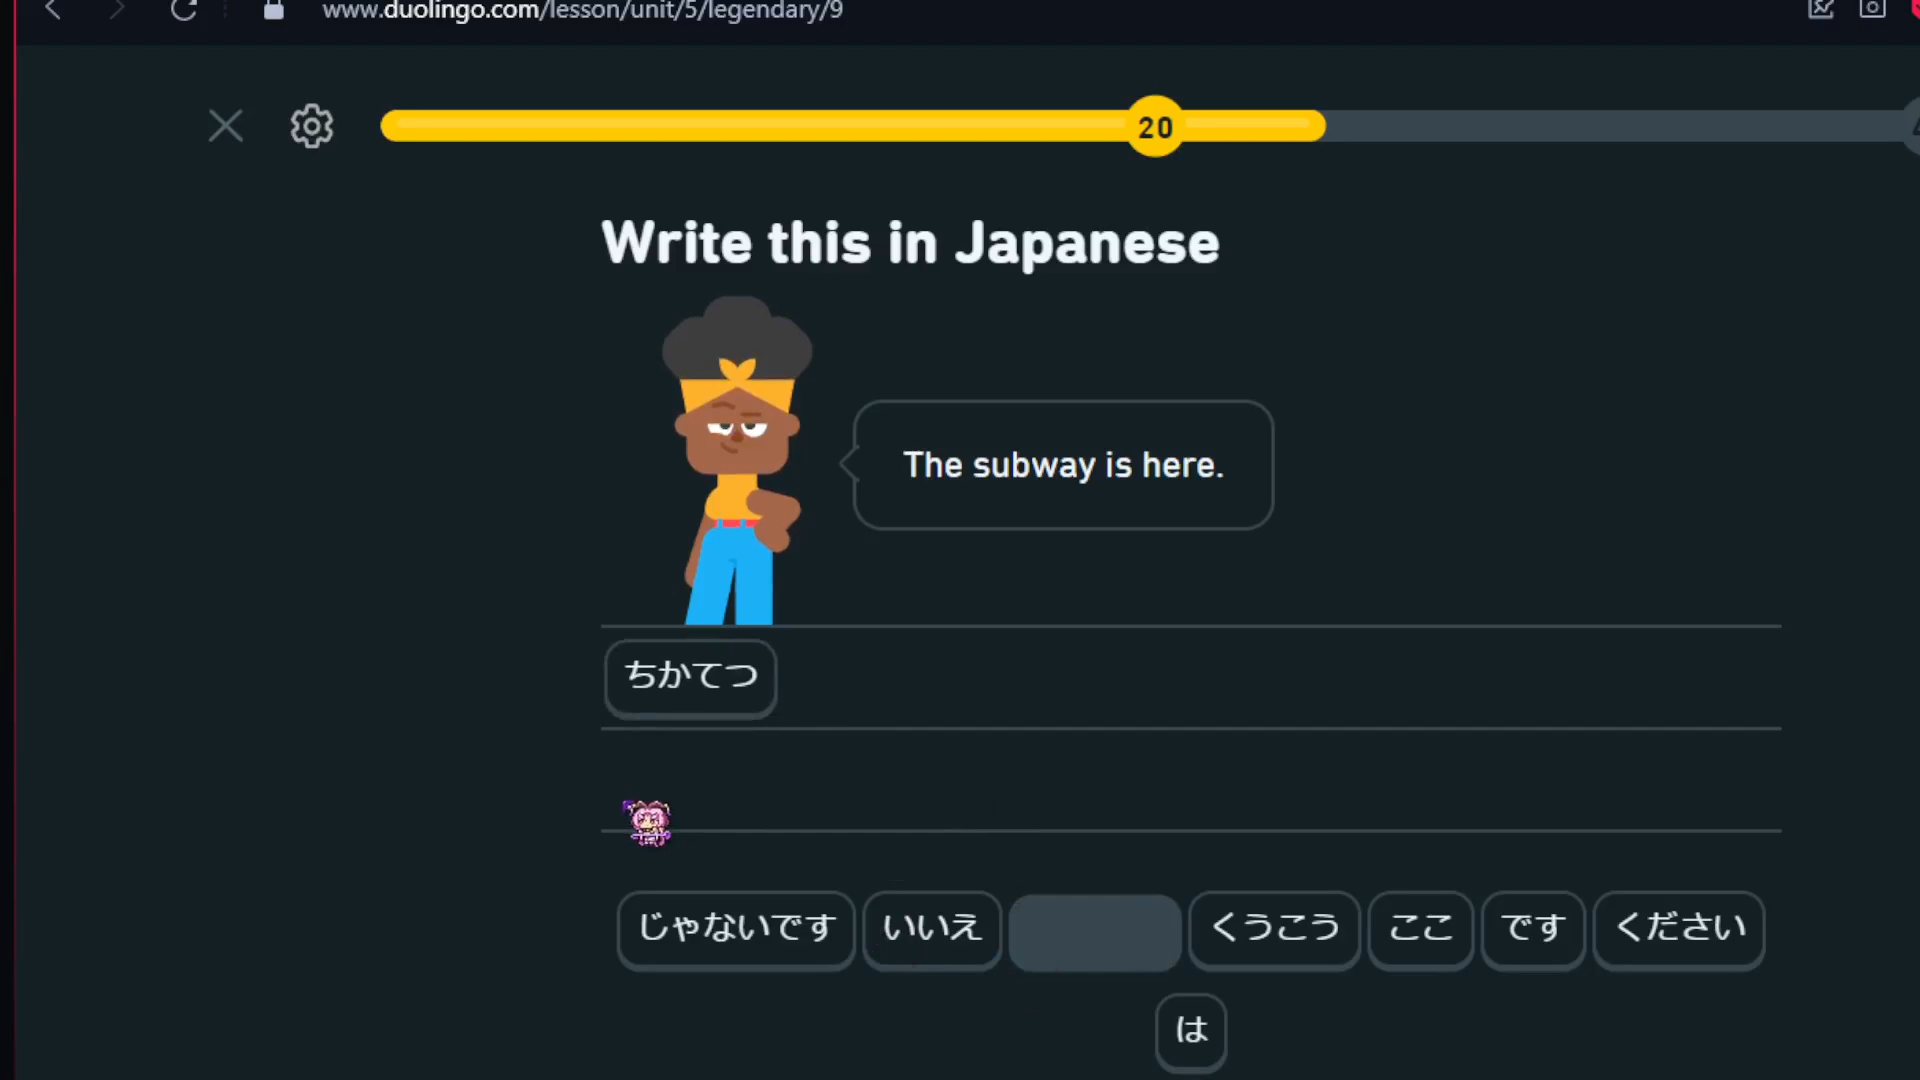 www.duolingo.com/lesson/unit/5/legendary/9
20
Write this in Japanese
The subway is here.
ちかてつ
じゃないです いいえ くうこう ここ です ください
は